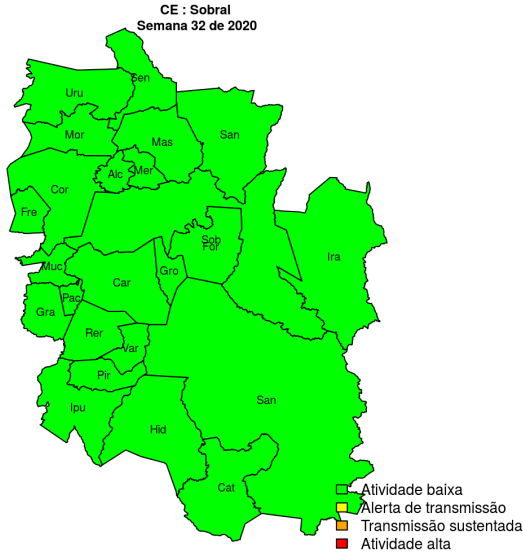 CE : Sobral
Semana 32 de 2020
Sen
Uru
Mor
Mas
San
Alc
Mer
Cor
Fre
Sob
For
Ira
Muc
Gro
Car
Pac
Gra
Rer
Var
Pir
San
Ipu
Hid
Cat
Atividade baixa
Alerta de transmissão
Transmissão sustentada
Atividade alta